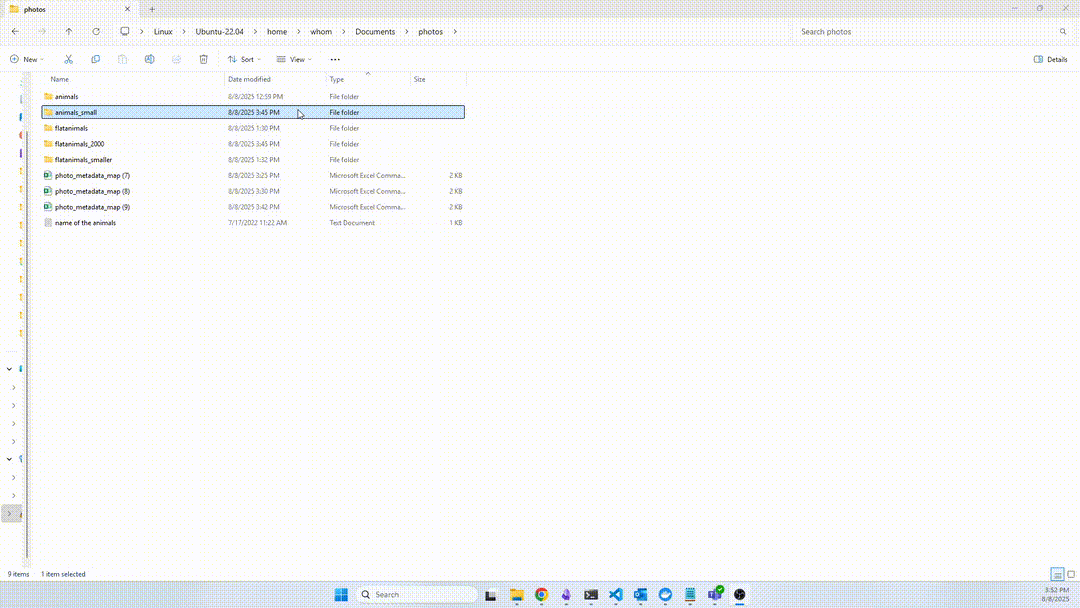 photos
Linux > Ubuntu-22.04 > home > whom > Documents > photos >
Search photos
New
Sort
View
Details
Name Date modified Type Size
animals 8/8/2025 12:59 PM File folder
animals_small 8/8/2025 3:45 PM File folder
flatanimals 8/8/2025 1:30 PM File folder
flatanimals_2000 8/8/2025 3:45 PM File folder
flatanimals_smaller 8/8/2025 1:32 PM File folder
photo_metadata_map (7) 8/8/2025 3:25 PM Microsoft Excel Comma... 2 KB
photo_metadata_map (8) 8/8/2025 3:30 PM Microsoft Excel Comma... 2 KB
photo_metadata_map (9) 8/8/2025 3:42 PM Microsoft Excel Comma... 2 KB
name of the animals 7/17/2022 11:22 AM Text Document 1 KB
9 items 1 item selected
Search
3:52 PM
8/8/2025